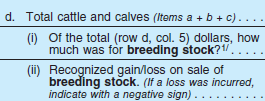 d. Total cattle and calves (Items a + b + c) . . . .
(i) Of the total (row d, col. 5) dollars, how
much was for breeding stock?1/ . . . . .
(ii) Recognized gain/loss on sale of
breeding stock. (If a loss was incurred,
indicate with a negative sign) . . . . . . . . . .